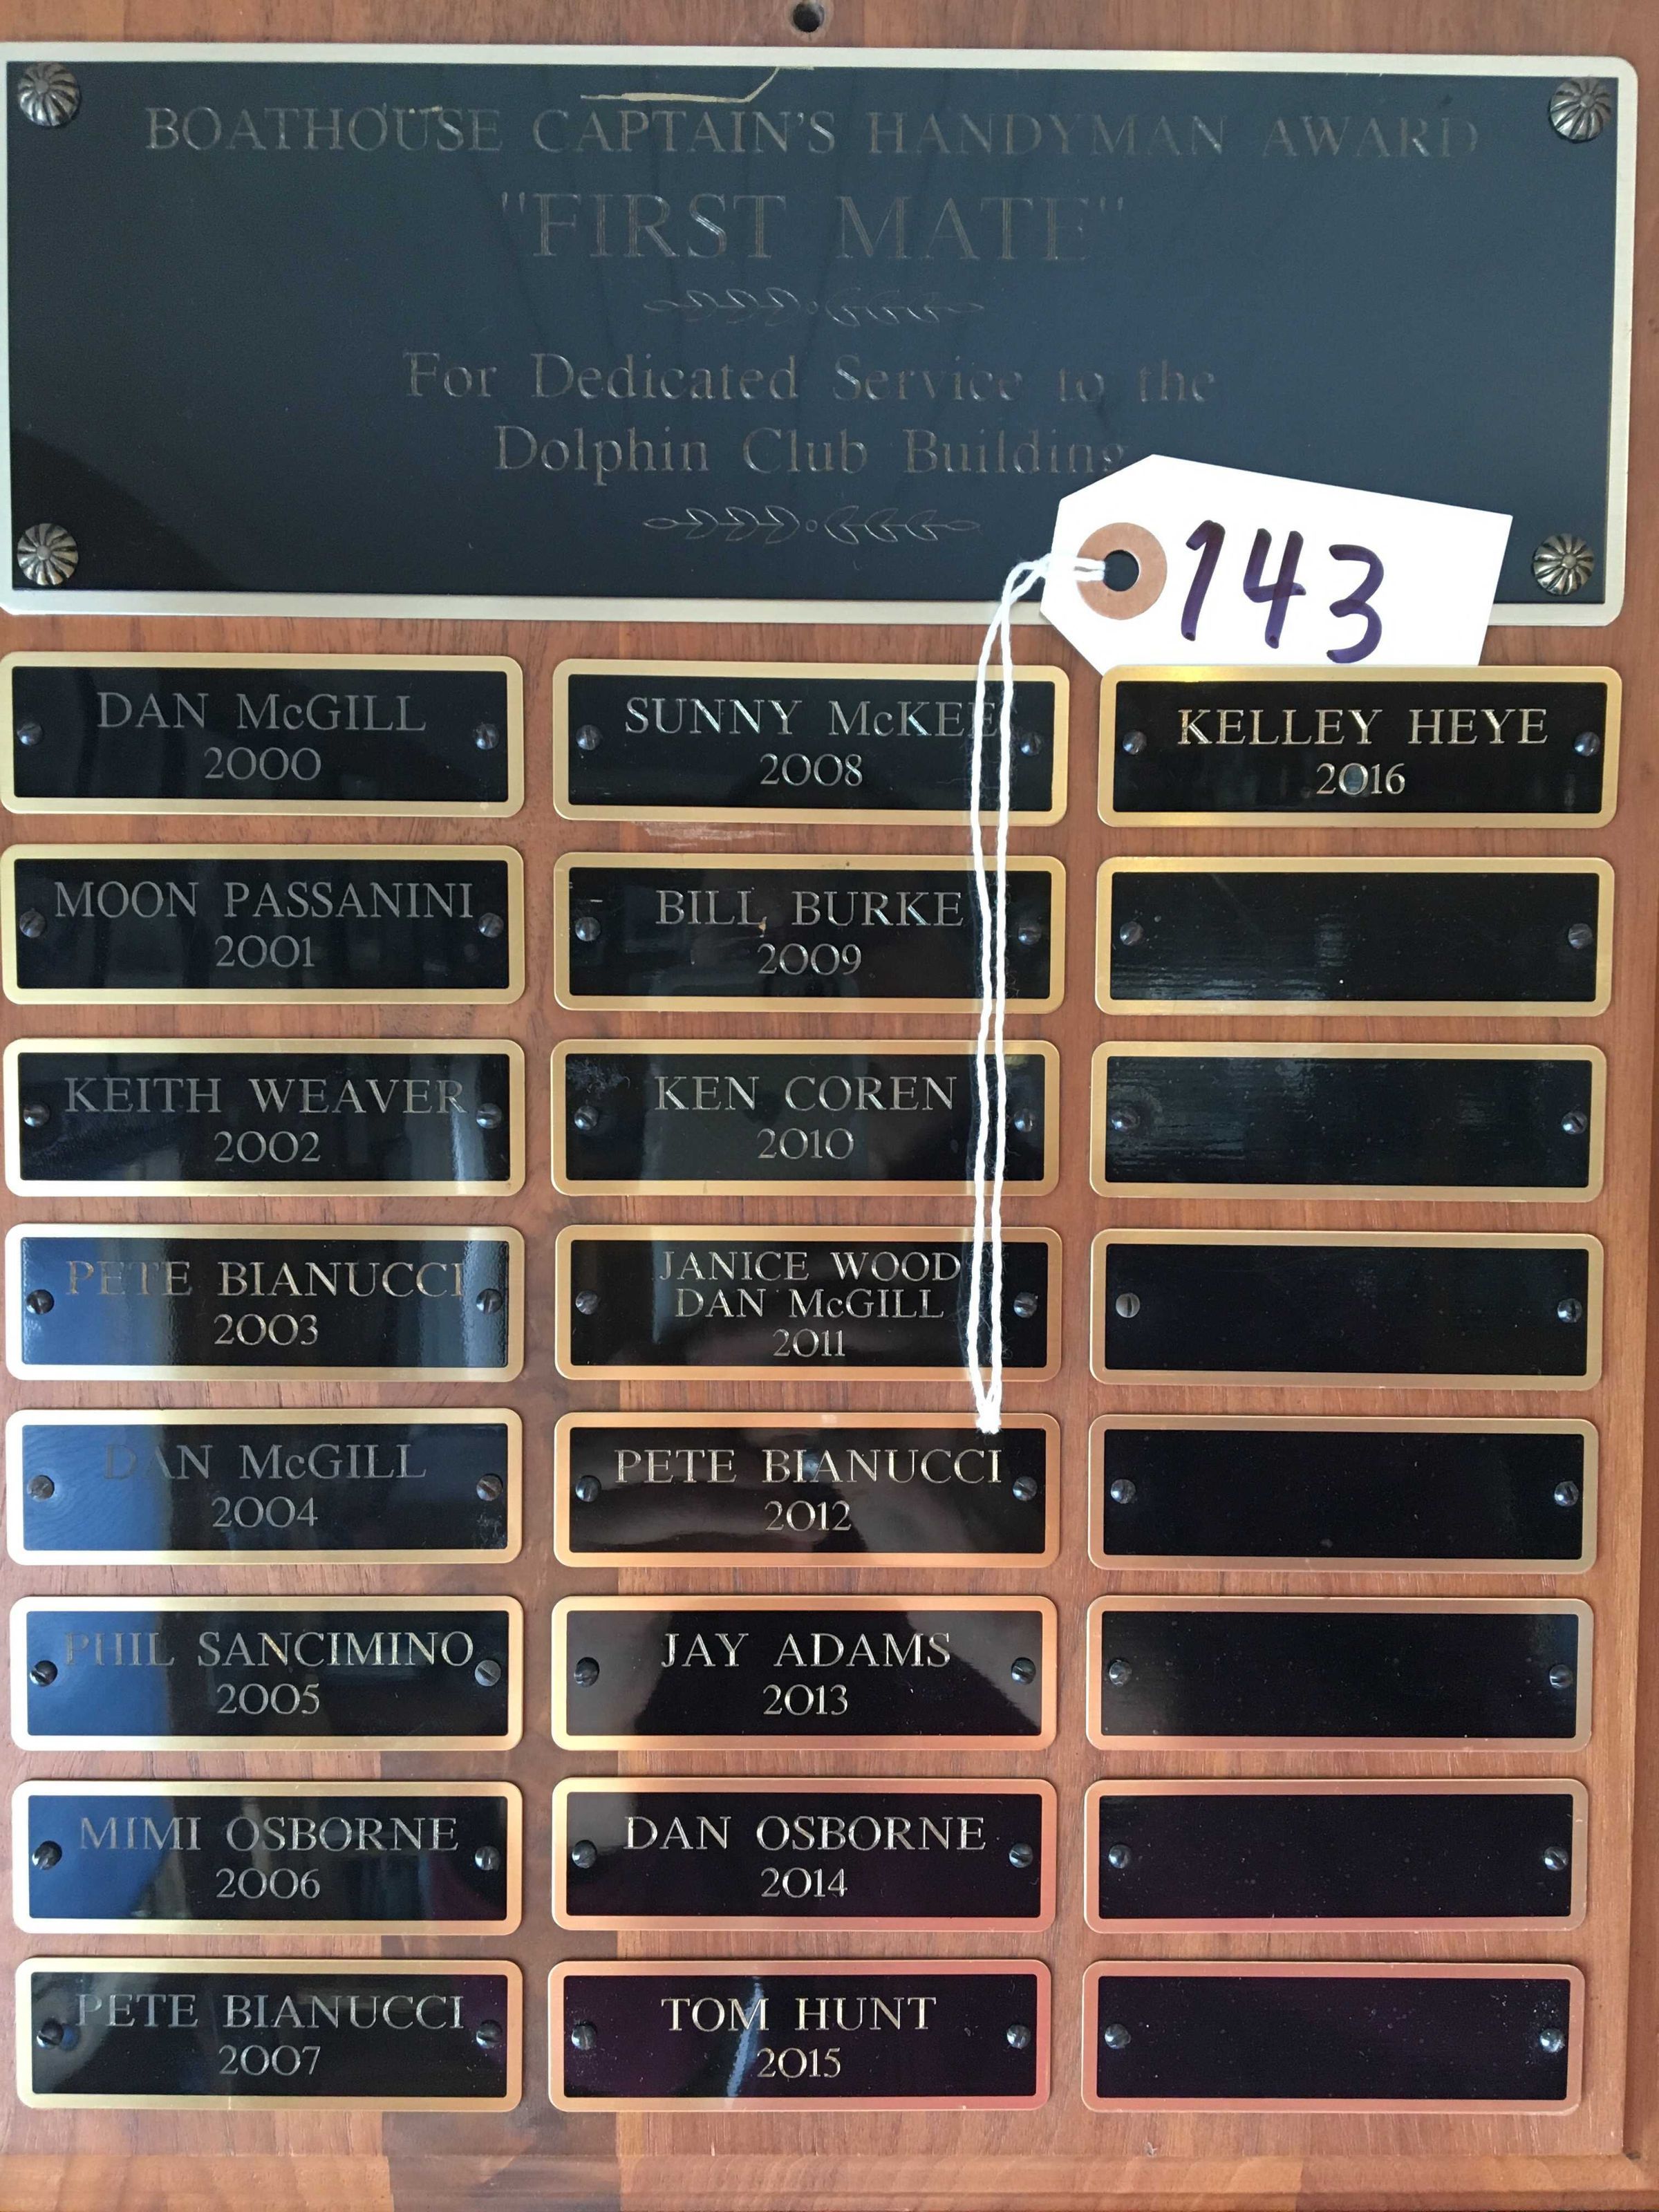 BOATHOUSE CAPTAIN'S HANDYMAN AWARD
"FIRST MATE"
For Dedicated Service to the
Dolphin Club Building
143
DAN McGILL
2000
MOON PASSANINI
2001
KEITH WEAVER
2002
PETE BIANUCCI
2003
DAN McGILL
2004
PHIL SANCIMINO
2005
MIMI OSBORNE
2006
PETE BIANUCCI
2007
SUNNY McKEE
2008
BILL BURKE
2009
KEN COREN
2010
JANICE WOOD
DAN McGILL
2011
PETE BIANUCCI
2012
JAY ADAMS
2013
DAN OSBORNE
2014
TOM HUNT
2015
KELLEY HEYE
2016